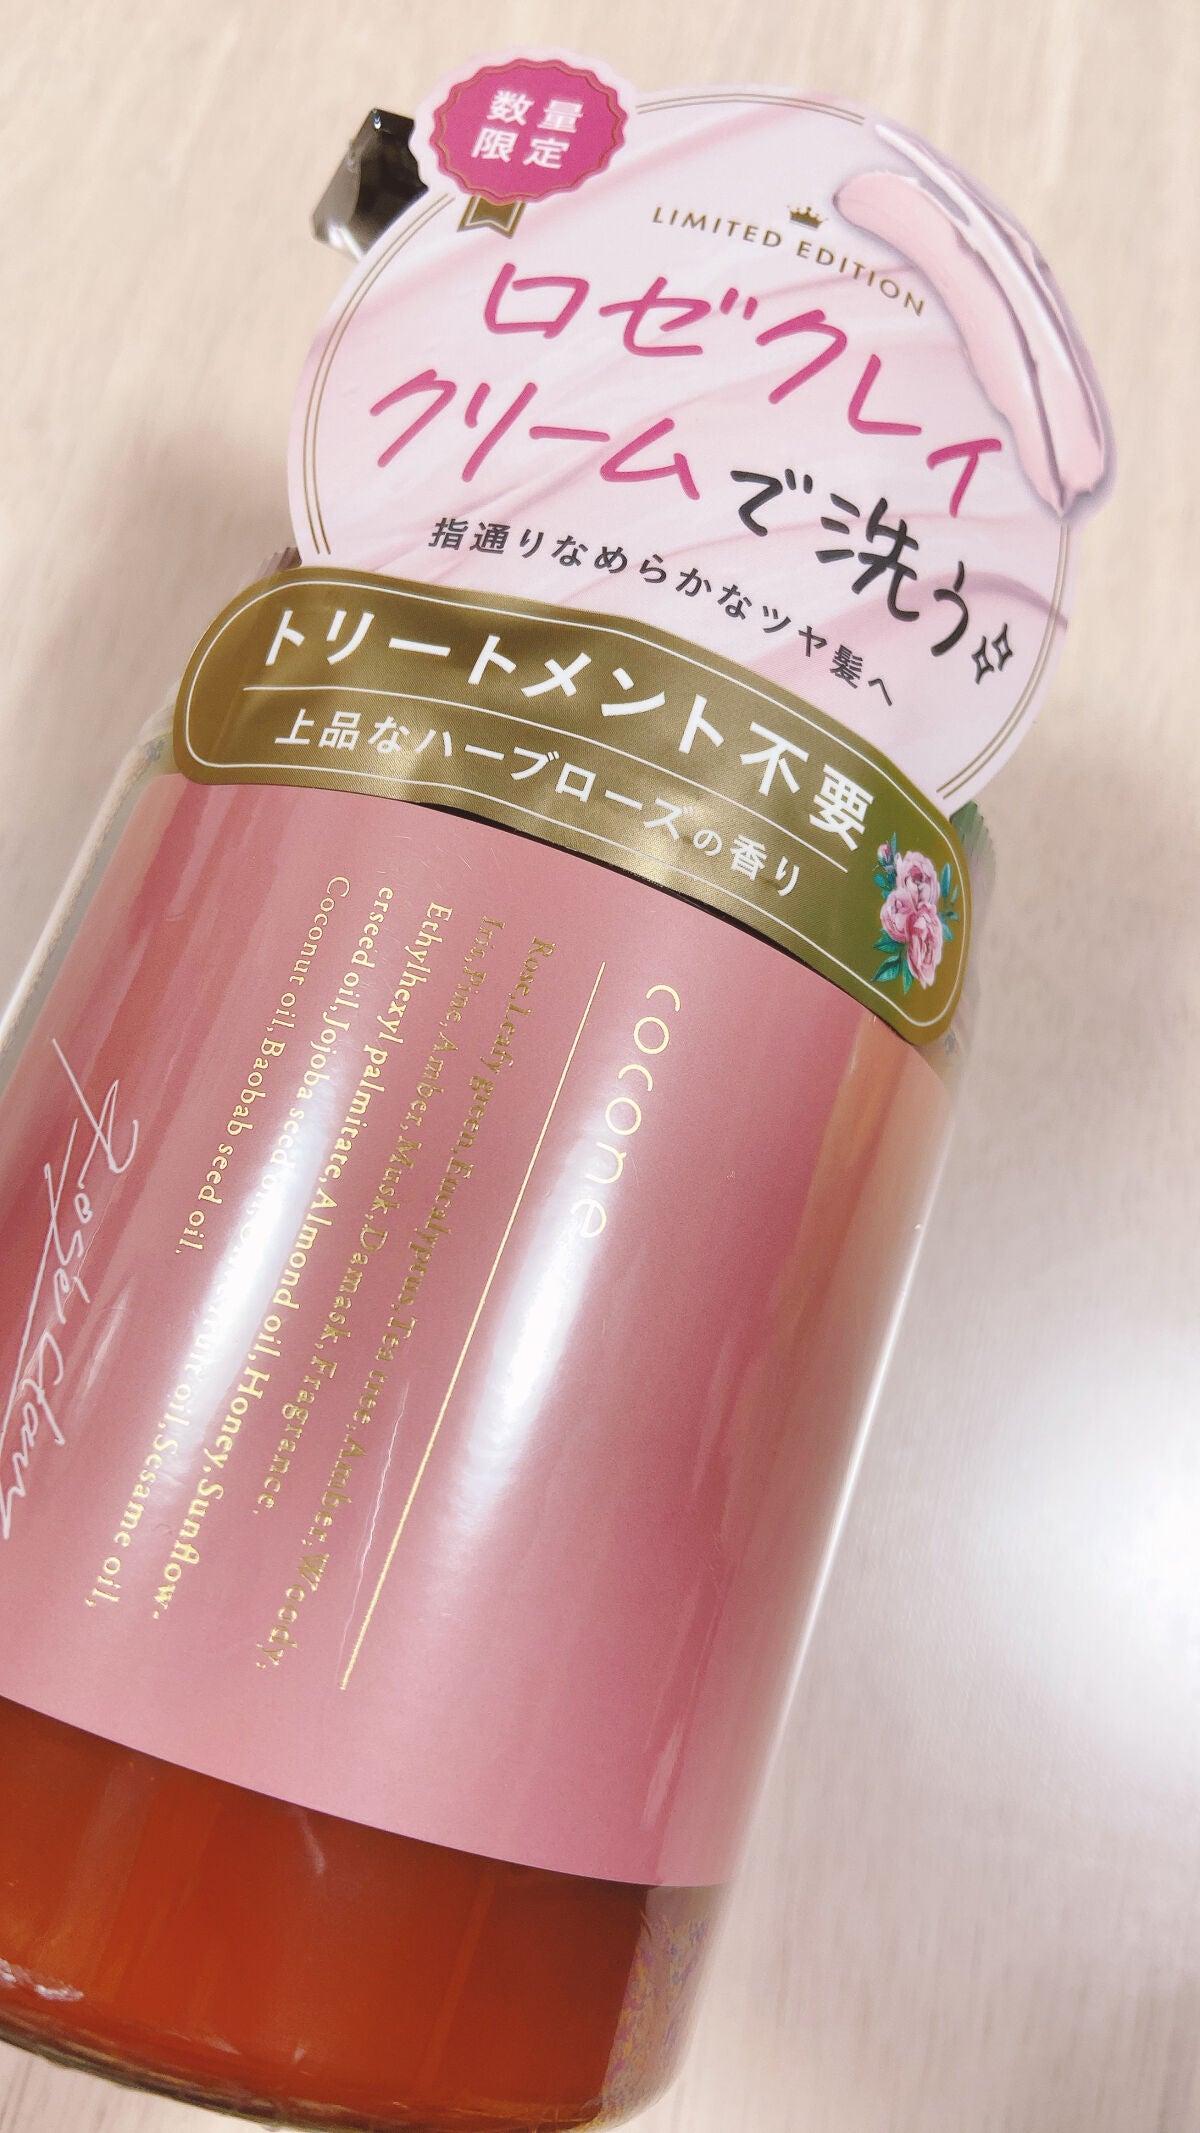 数量
限定
LIMITED EDITION
ロゼクレイ
クリームで洗う
指通りなめらかなツヤ髪へ
トリートメント不要
上品なハーブローズの香り
cocone
Rose,Leafy green,Eucalyptus,Tea tree,Amber,Woody,
Iris,Pine,Amber,Musk,Damask,Fragrance,
Ethylhexyl palmitate,Almond oil,Honey,Sunflow-
erseed oil,Jojoba seed oil, oil,Sesame oil,
Coconut oil,Baobab seed oil.